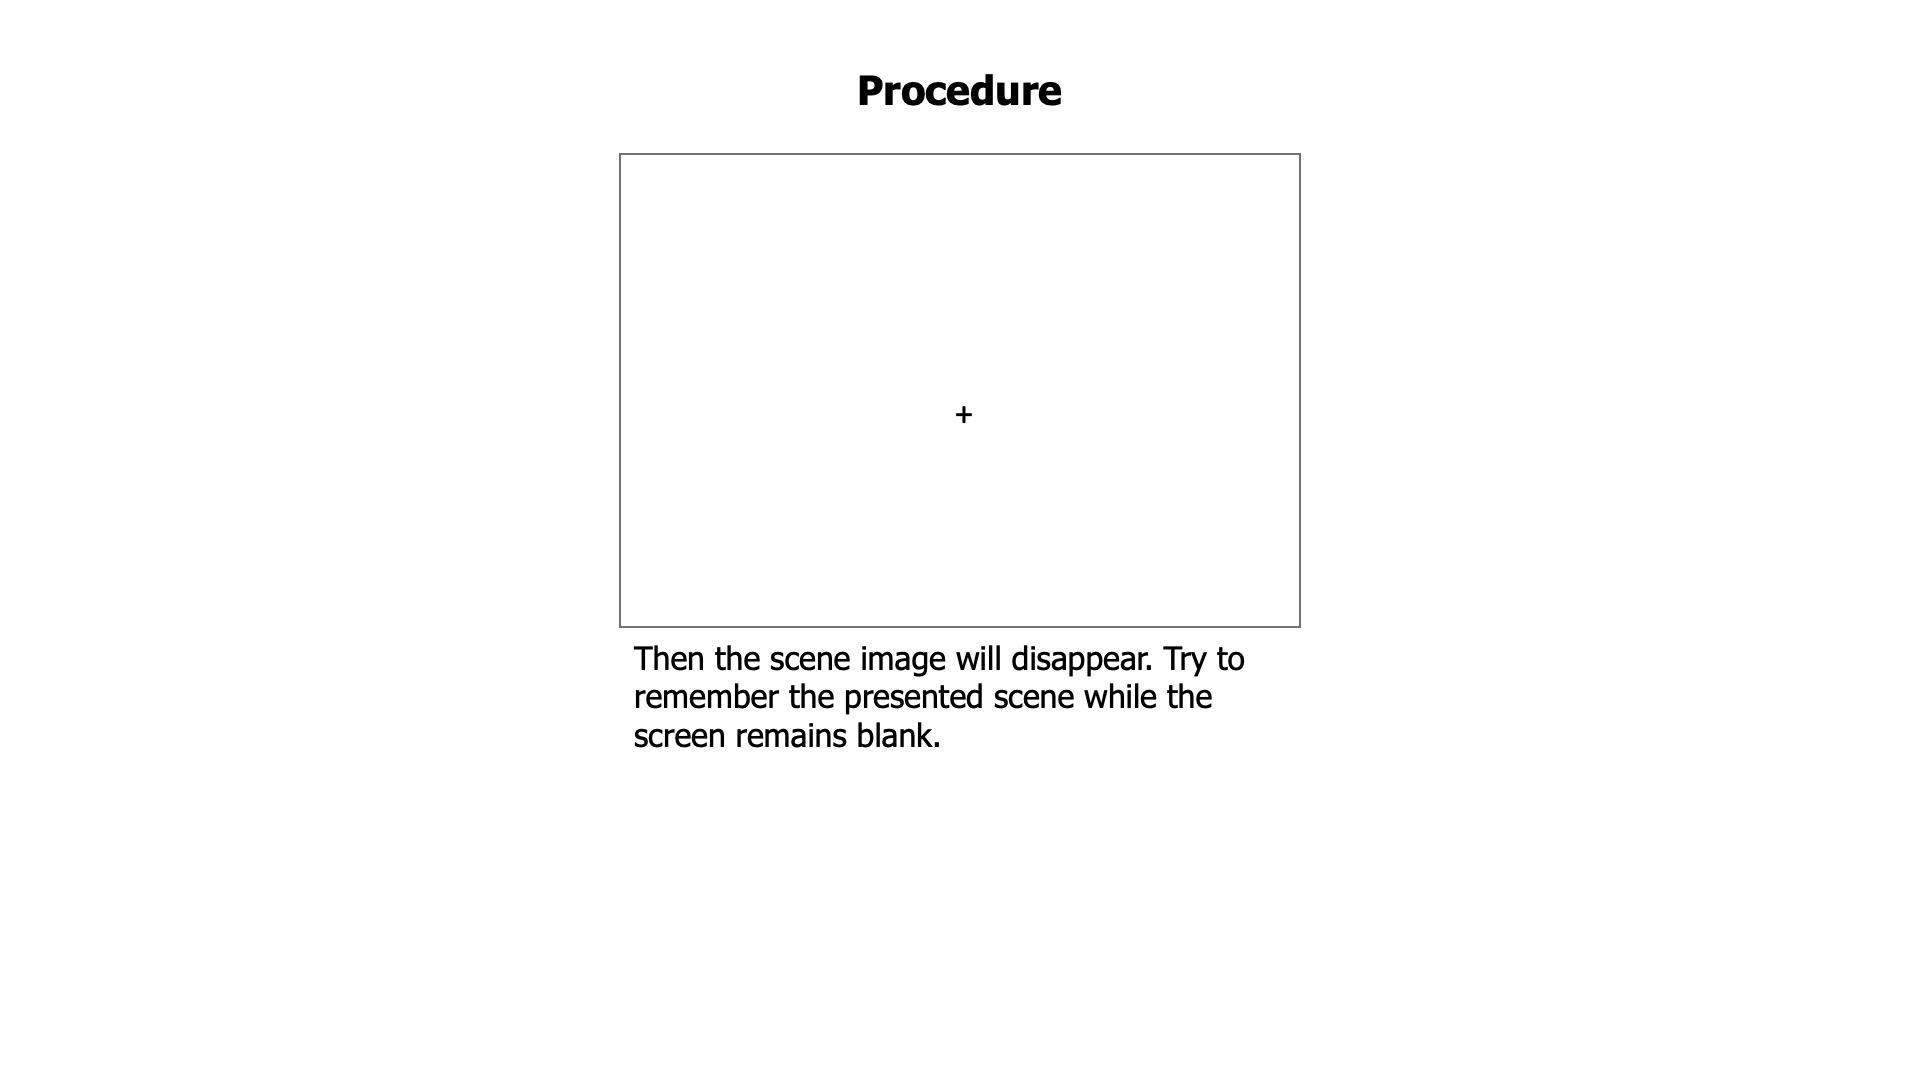 Procedure
+
Then the scene image will disappear. Try to
remember the presented scene while the
screen remains blank.